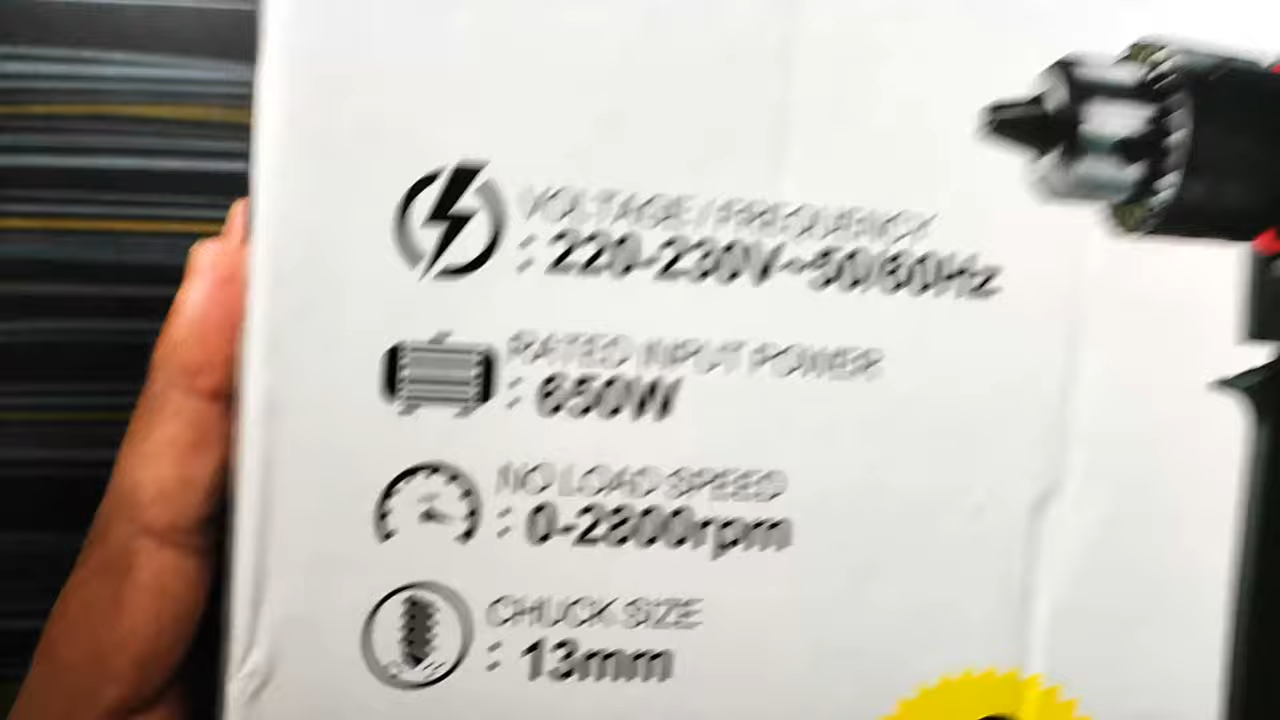 VOLTAGE / FREQUENCY
: 220-230V~50/60Hz
RATED INPUT POWER
: 650W
NO LOAD SPEED
: 0-2800rpm
CHUCK SIZE
: 13mm